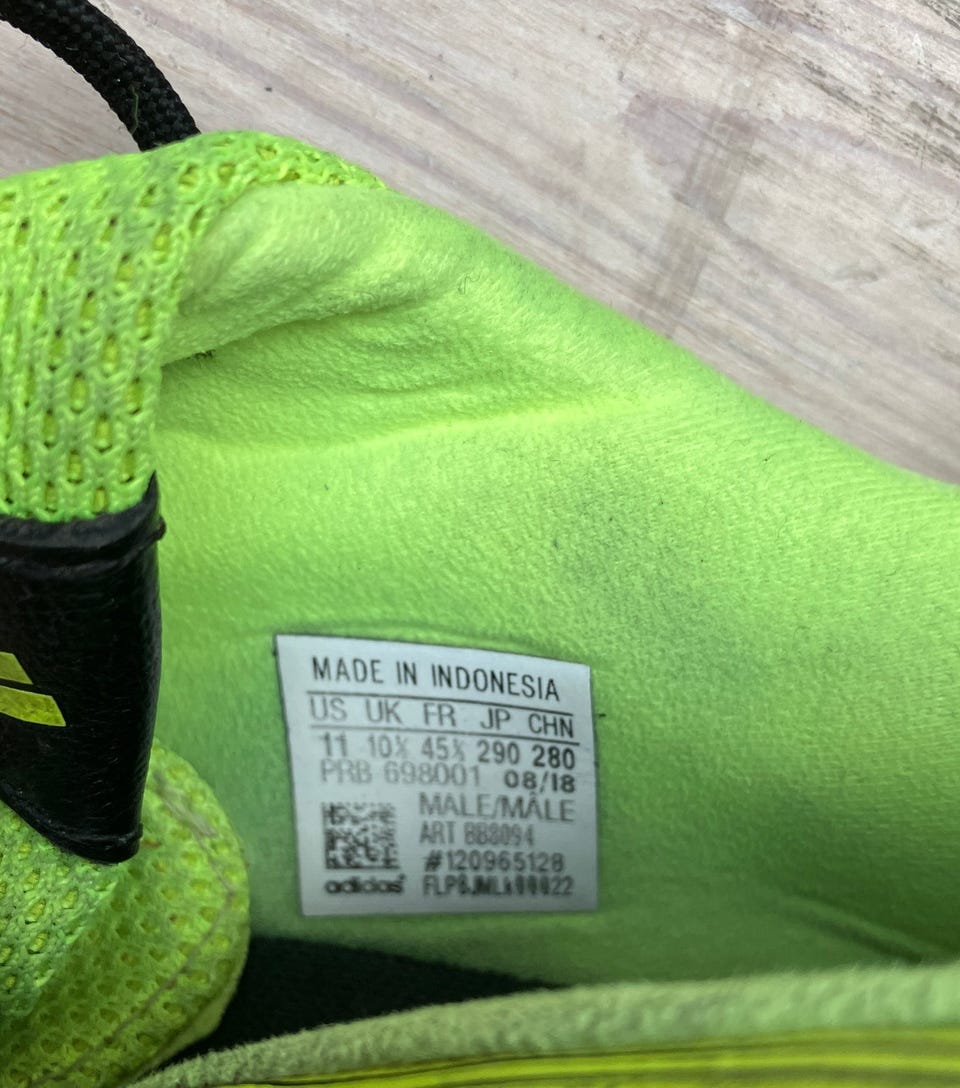 MADE IN INDONESIA
US UK FR JP CHN
11 10½ 45⅓ 290 280
PRB 698001 08/18
MALE/MÂLE
ART BB8094
#120965128
adidas